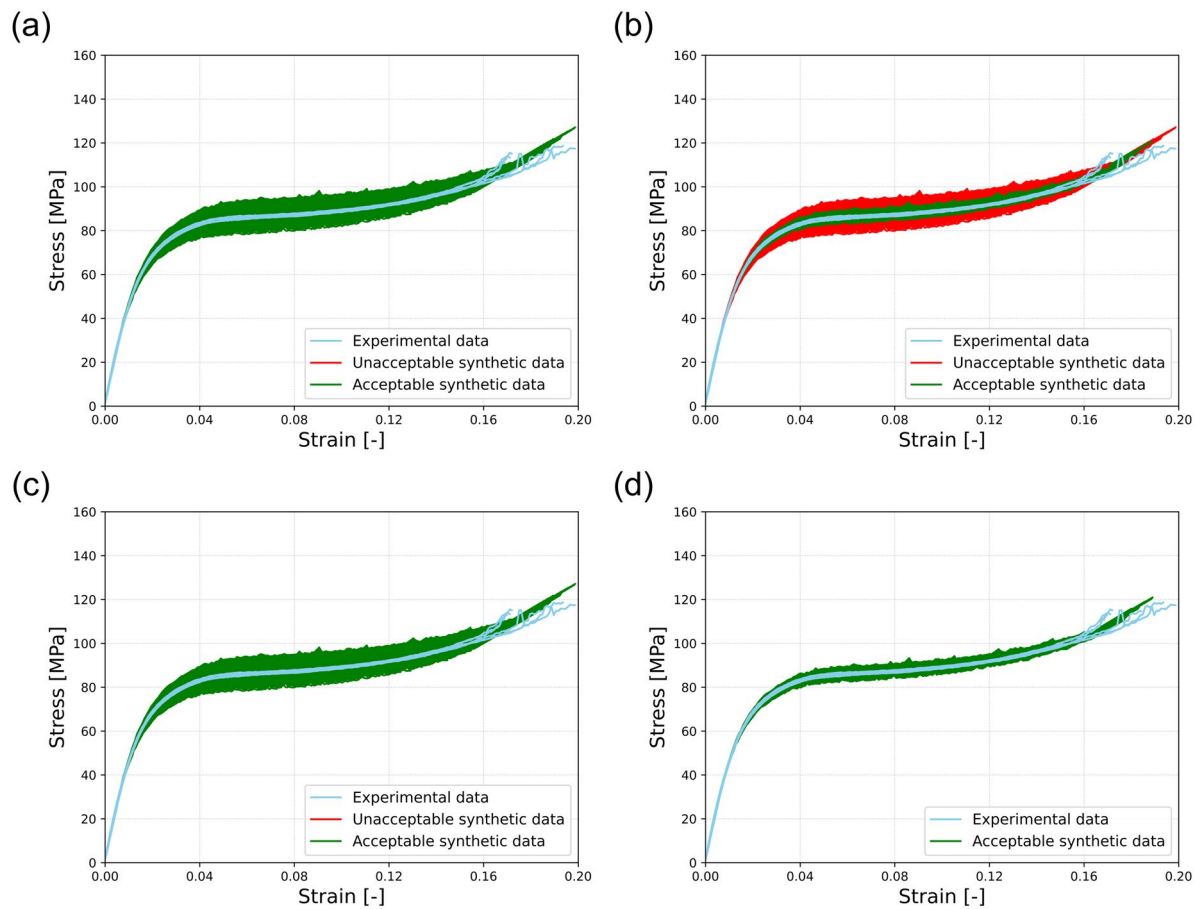 (a)
(b)
160
140
120
100
80
60
40
20
0
Stress [MPa]
Experimental data
Unacceptable synthetic data
Acceptable synthetic data
0.00 0.04 0.08 0.12 0.16 0.20
Strain [-]
160
140
120
100
80
60
40
20
0
Stress [MPa]
Experimental data
Unacceptable synthetic data
Acceptable synthetic data
0.00 0.04 0.08 0.12 0.16 0.20
Strain [-]
(c)
(d)
160
140
120
100
80
60
40
20
0
Stress [MPa]
Experimental data
Unacceptable synthetic data
Acceptable synthetic data
0.00 0.04 0.08 0.12 0.16 0.20
Strain [-]
160
140
120
100
80
60
40
20
0
Stress [MPa]
Experimental data
Acceptable synthetic data
0.00 0.04 0.08 0.12 0.16 0.20
Strain [-]